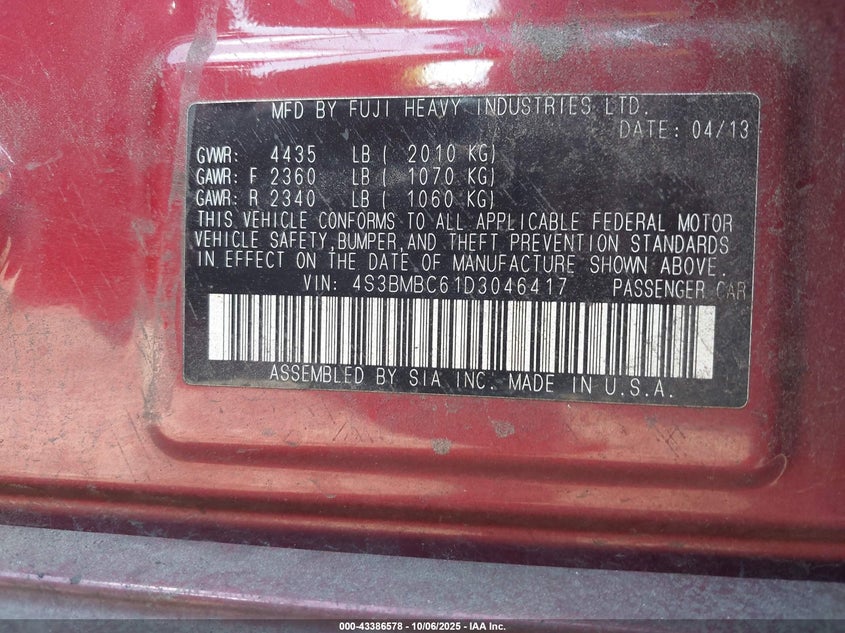 MFD BY FUJI HEAVY INDUSTRIES LTD.
DATE: 04/13
GVWR: 4435 LB ( 2010 KG)
GAWR: F 2360 LB ( 1070 KG)
GAWR: R 2340 LB ( 1060 KG)
THIS VEHICLE CONFORMS TO ALL APPLICABLE FEDERAL MOTOR
VEHICLE SAFETY,BUMPER,AND THEFT PREVENTION STANDARDS
IN EFFECT ON THE DATE OF MANUFACTURE SHOWN ABOVE.
VIN: 4S3BMBC61D3046417 PASSENGER CAR
ASSEMBLED BY SIA INC. MADE IN U.S.A.
000-43386578 - 10/06/2025 - IAA Inc.